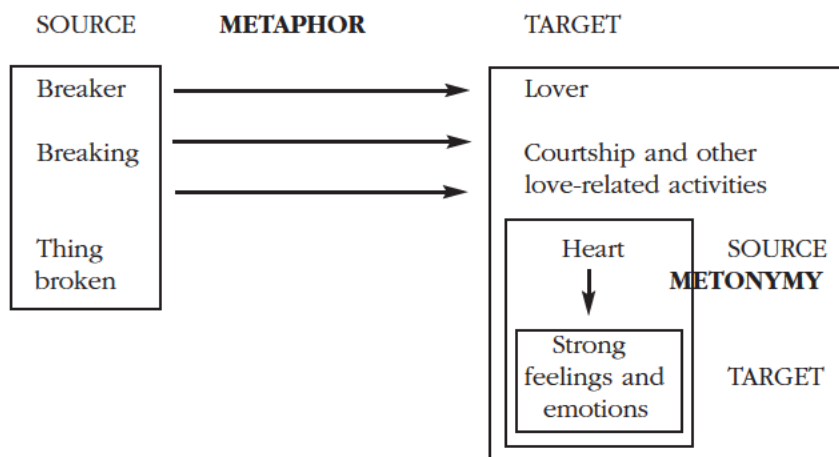 SOURCE METAPHOR TARGET
Breaker Lover
Breaking Courtship and other
love-related activities
Thing Heart SOURCE
broken METONYMY
Strong
feelings and TARGET
emotions